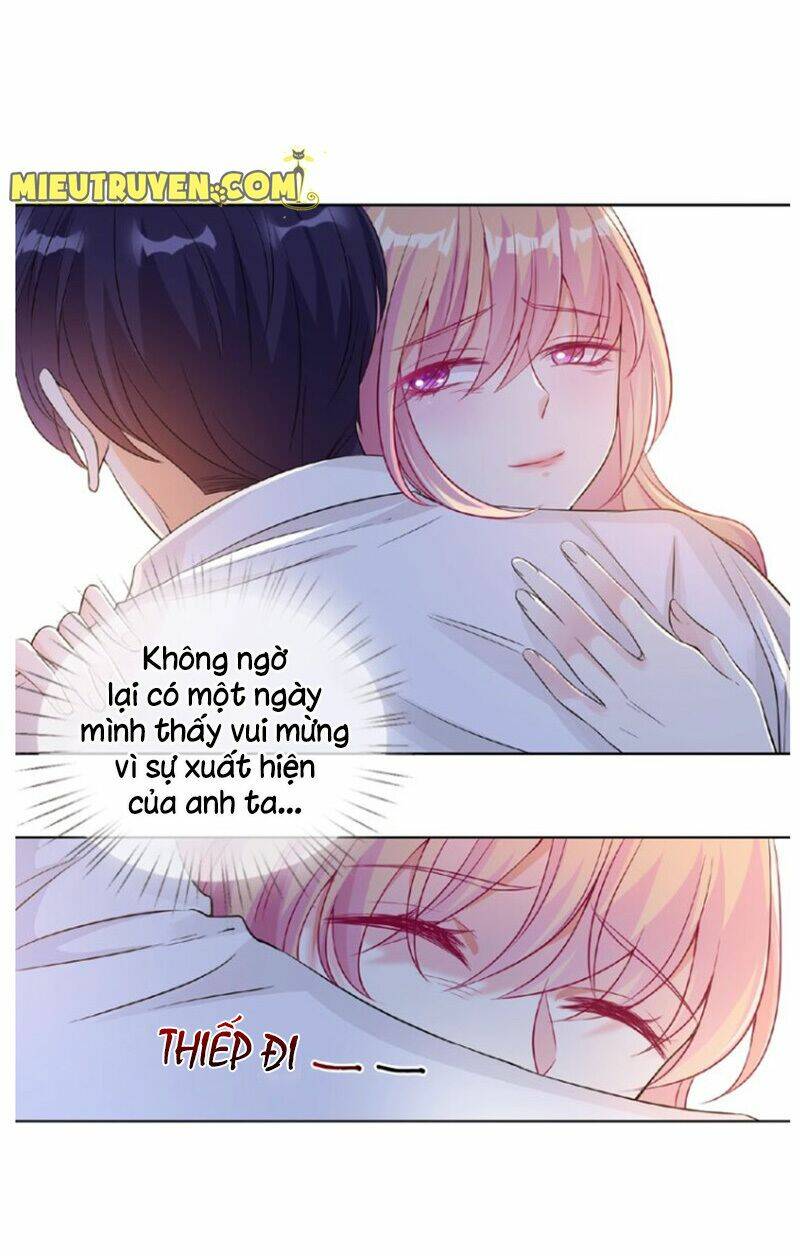 MIEUTRUYEN.COM
Không ngờ
lại có một ngày
mình thấy vui mừng
vì sự xuất hiện
của anh ta...
THIẾP ĐI _ _